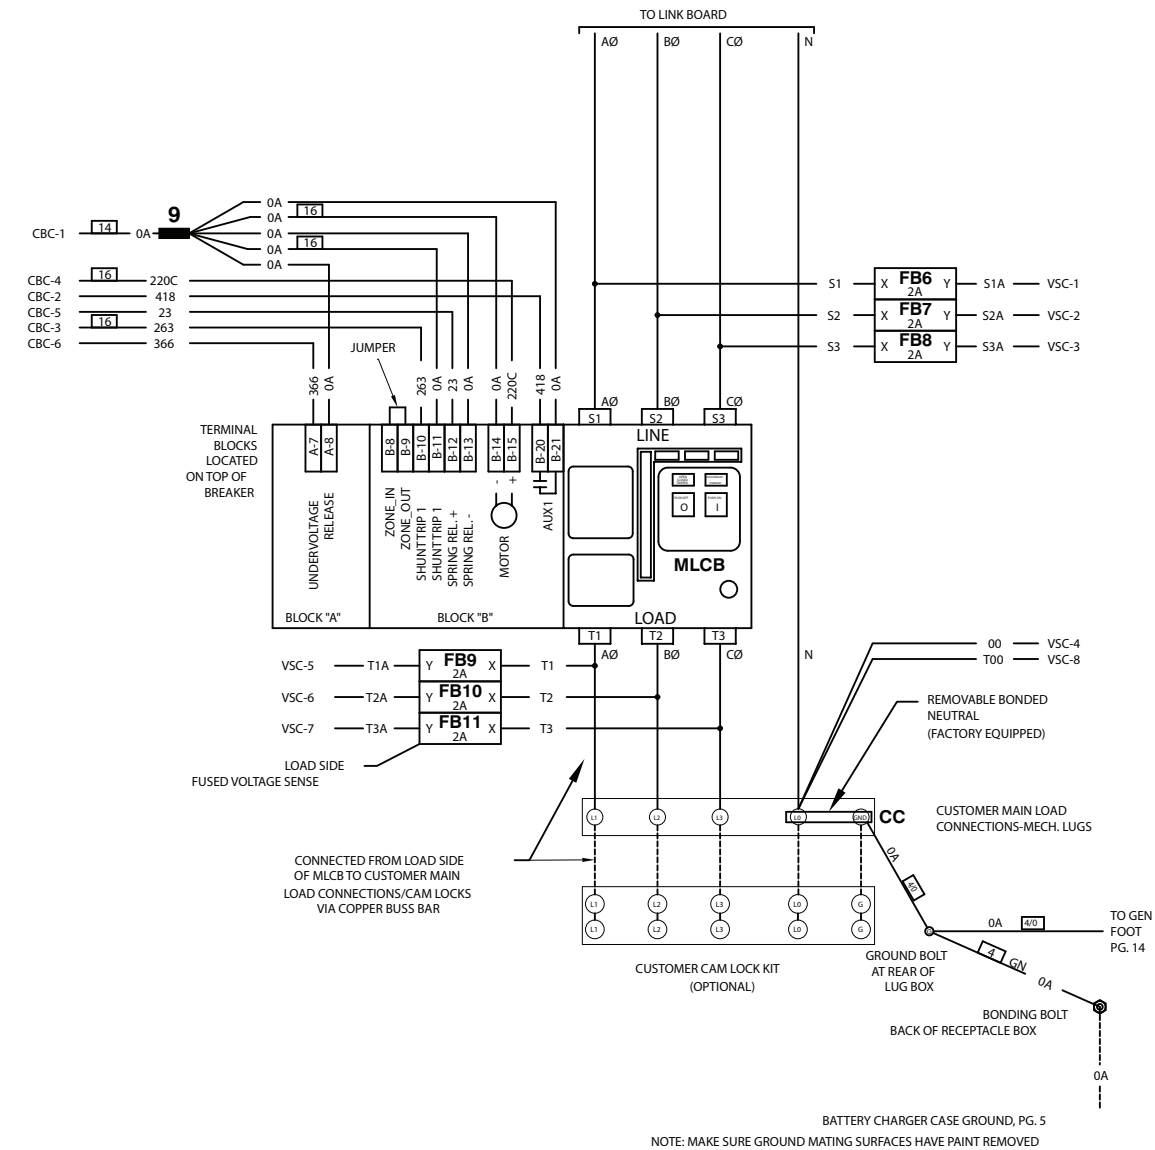 TO LINK BOARD
AØ BØ CØ N
9
0A
0A 16
CBC-1 14 0A 0A
0A 16
0A
CBC-4 16 220C
CBC-2 418
CBC-5 23
CBC-3 16 263
CBC-6 366
S1 X FB6 Y S1A VSC-1
2A
S2 X FB7 Y S2A VSC-2
2A
S3 X FB8 Y S3A VSC-3
2A
JUMPER
366 0A 263 0A 23 0A 0A 220C 418 0A
AØ BØ CØ
S1 S2 S3
TERMINAL
BLOCKS
LOCATED
ON TOP OF
BREAKER
A-7 A-8 B-8 B-9 B-10 B-11 B-12 B-13 B-14 B-15 B-20 B-21
LINE
- +
UNDERVOLTAGE
RELEASE
ZONE_IN
ZONE_OUT
SHUNT TRIP 1
SHUNT TRIP 1
SPRING REL. +
SPRING REL. -
MOTOR
AUX1
O I
MLCB
BLOCK "A" BLOCK "B" LOAD
T1 T2 T3
AØ BØ CØ N
VSC-5 T1A Y FB9 X T1
2A
VSC-6 T2A Y FB10 X T2
2A
VSC-7 T3A Y FB11 X T3
2A
00 VSC-4
T00 VSC-8
REMOVABLE BONDED
NEUTRAL
(FACTORY EQUIPPED)
LOAD SIDE
FUSED VOLTAGE SENSE
L1 L2 L3 L0 GND CC
CUSTOMER MAIN LOAD
CONNECTIONS-MECH. LUGS
CONNECTED FROM LOAD SIDE
OF MLCB TO CUSTOMER MAIN
LOAD CONNECTIONS/CAM LOCKS
VIA COPPER BUSS BAR
0A 4/0
L1 L2 L3 L0 G
L1 L2 L3 L0 G
G
0A 4/0
TO GEN
FOOT
PG. 14
CUSTOMER CAM LOCK KIT
(OPTIONAL)
GROUND BOLT
AT REAR OF
LUG BOX
4 GN 0A
BONDING BOLT
BACK OF RECEPTACLE BOX
0A
BATTERY CHARGER CASE GROUND, PG. 5
NOTE: MAKE SURE GROUND MATING SURFACES HAVE PAINT REMOVED